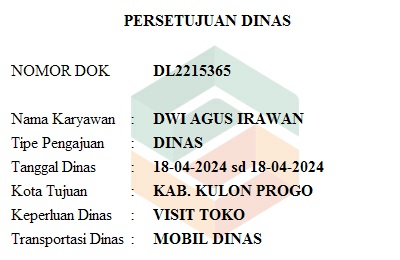 PERSETUJUAN DINAS
NOMOR DOK DL2215365
Nama Karyawan : DWI AGUS IRAWAN
Tipe Pengajuan : DINAS
Tanggal Dinas : 18-04-2024 sd 18-04-2024
Kota Tujuan : KAB. KULON PROGO
Keperluan Dinas : VISIT TOKO
Transportasi Dinas : MOBIL DINAS